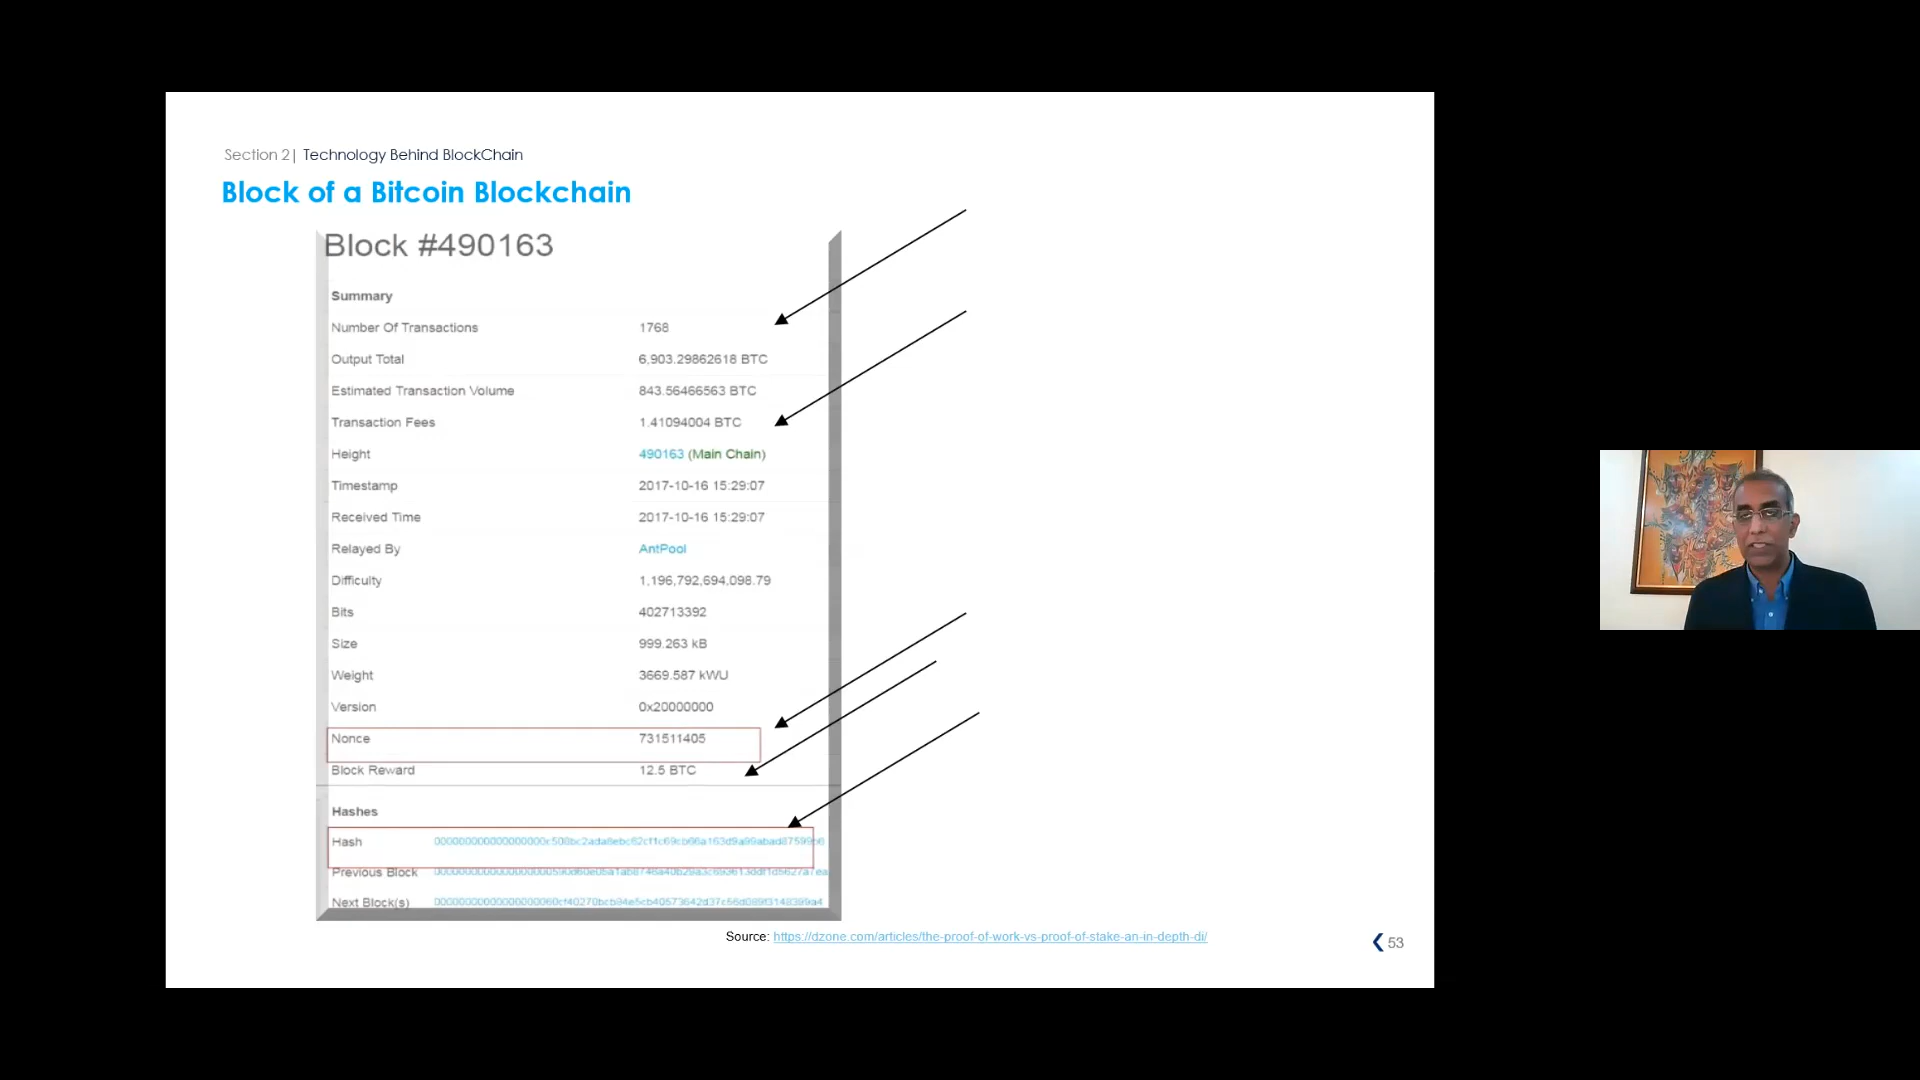 Section 2| Technology Behind BlockChain
Block of a Bitcoin Blockchain
Block #490163
Summary
Number Of Transactions 1768
Output Total 6,903.29862618 BTC
Estimated Transaction Volume 843.56466563 BTC
Transaction Fees 1.41094004 BTC
Height 490163 (Main Chain)
Timestamp 2017-10-16 15:29:07
Received Time 2017-10-16 15:29:07
Relayed By AntPool
Difficulty 1,196,792,694,098.79
Bits 402713392
Size 999.263 kB
Weight 3669.587 kWU
Version 0x20000000
Nonce 731511405
Block Reward 12.5 BTC
Hashes
Hash
Previous Block
Next Block(s)
Source: https://dzone.com/articles/the-proof-of-work-vs-proof-of-stake-an-in-depth-di/
53